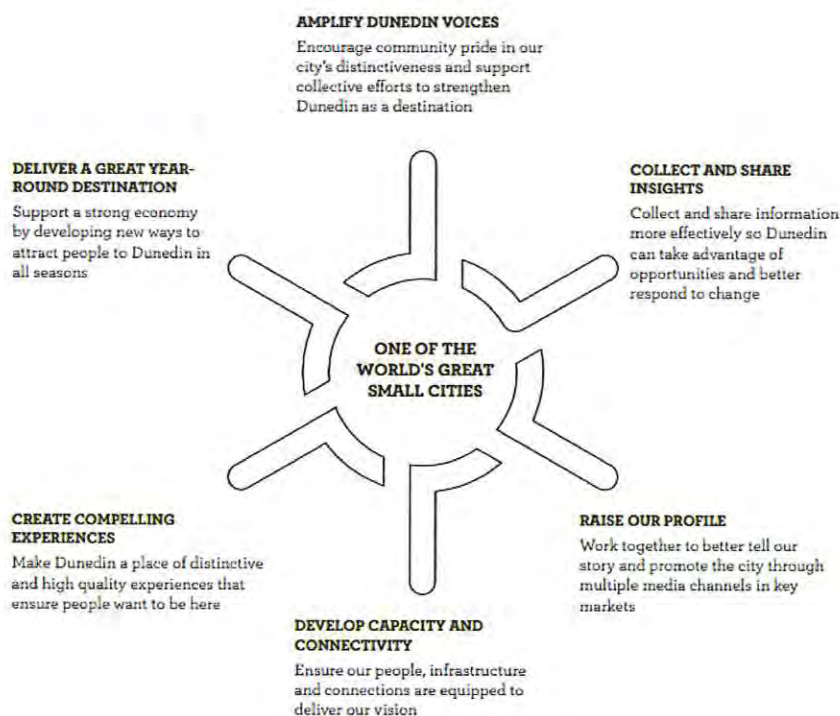 AMPLIFY DUNEDIN VOICES
Encourage community pride in our
city's distinctiveness and support
collective efforts to strengthen
Dunedin as a destination
DELIVER A GREAT YEAR-
ROUND DESTINATION
Support a strong economy
by developing new ways to
attract people to Dunedin in
all seasons
COLLECT AND SHARE
INSIGHTS
Collect and share information
more effectively so Dunedin
can take advantage of
opportunities and better
respond to change
ONE OF THE
WORLD'S GREAT
SMALL CITIES
CREATE COMPELLING
EXPERIENCES
Make Dunedin a place of distinctive
and high quality experiences that
ensure people want to be here
RAISE OUR PROFILE
Work together to better tell our
story and promote the city through
multiple media channels in key
markets
DEVELOP CAPACITY AND
CONNECTIVITY
Ensure our people, infrastructure
and connections are equipped to
deliver our vision